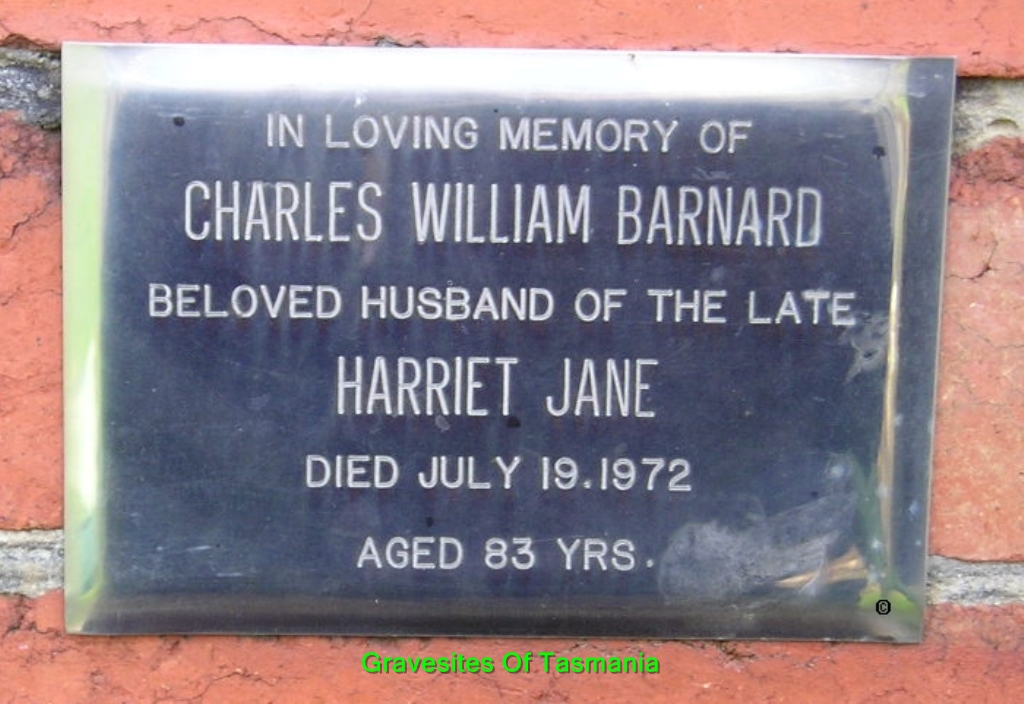 IN LOVING MEMORY OF
CHARLES WILLIAM BARNARD
BELOVED HUSBAND OF THE LATE
HARRIET JANE
DIED JULY 19.1972
AGED 83 YRS.
©
Gravesites Of Tasmania